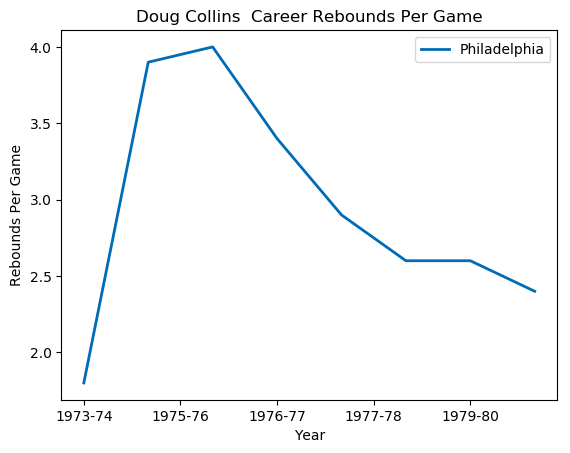 Doug Collins  Career Rebounds Per Game
Philadelphia
4.0
3.5
3.0
2.5
2.0
Rebounds Per Game
1973-74
1975-76
1976-77
1977-78
1979-80
Year